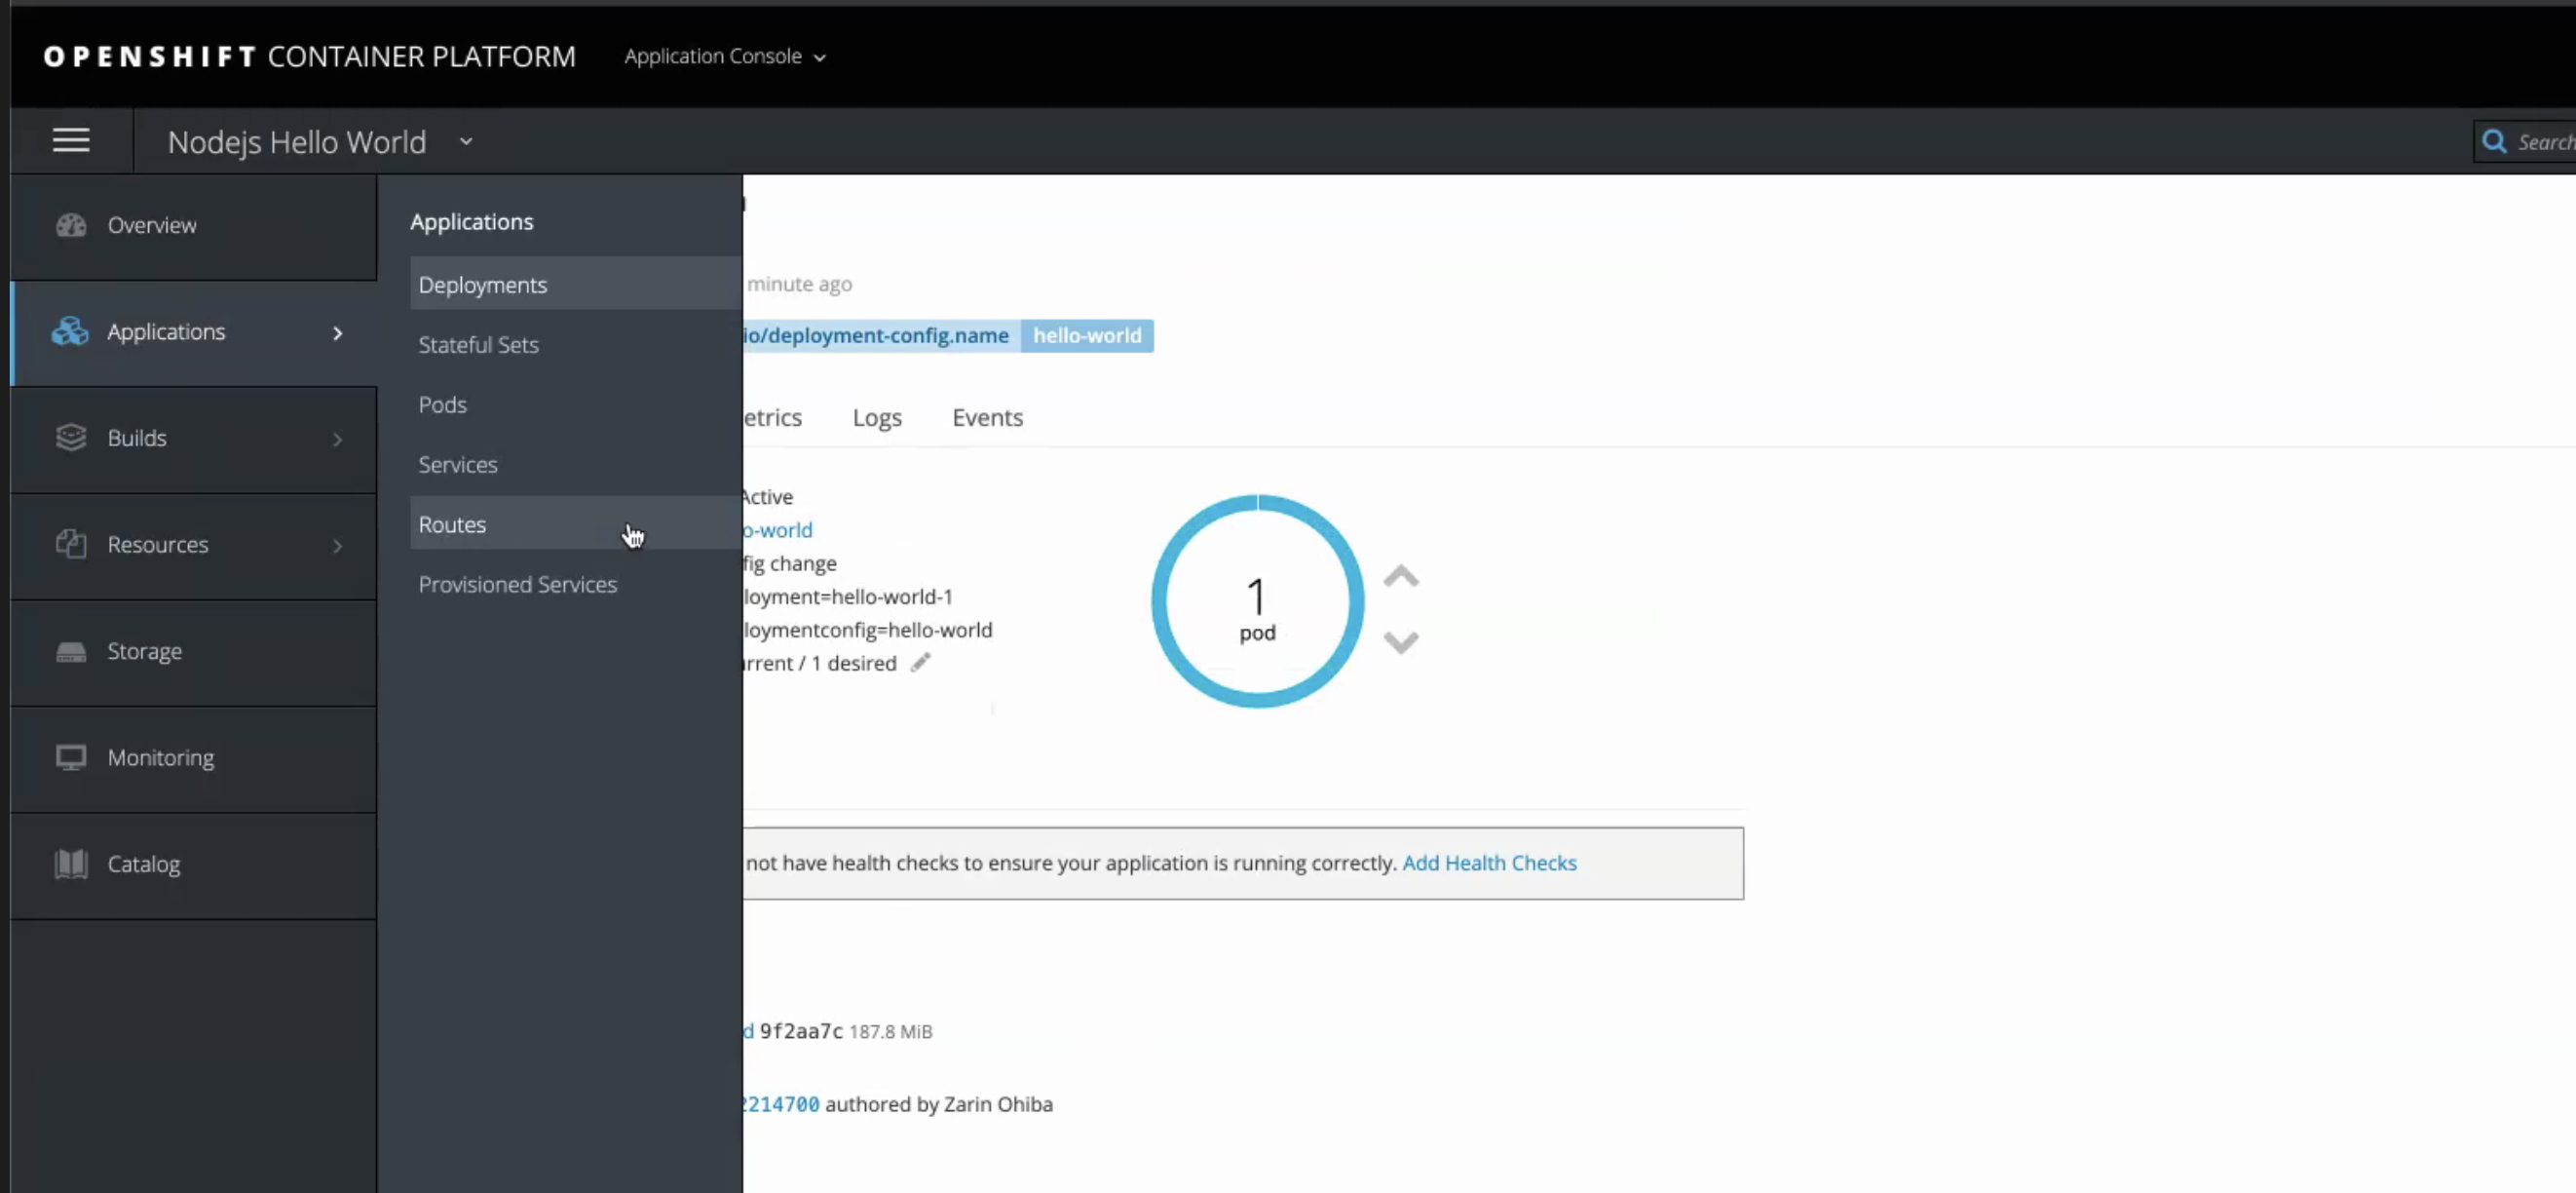 OPENSHIFT CONTAINER PLATFORM Application Console
Nodejs Hello World
Search
Overview
Applications
Builds
Resources
Storage
Monitoring
Catalog
Applications
Deployments
Stateful Sets
Pods
Services
Routes
Provisioned Services
minute ago
io/deployment-config.name hello-world
etrics Logs Events
Active
o-world
fig change
loyment=hello-world-1
loymentconfig=hello-world
rrent / 1 desired
1
pod
not have health checks to ensure your application is running correctly. Add Health Checks
d 9f2aa7c 187.8 MiB
2214700 authored by Zarin Ohiba